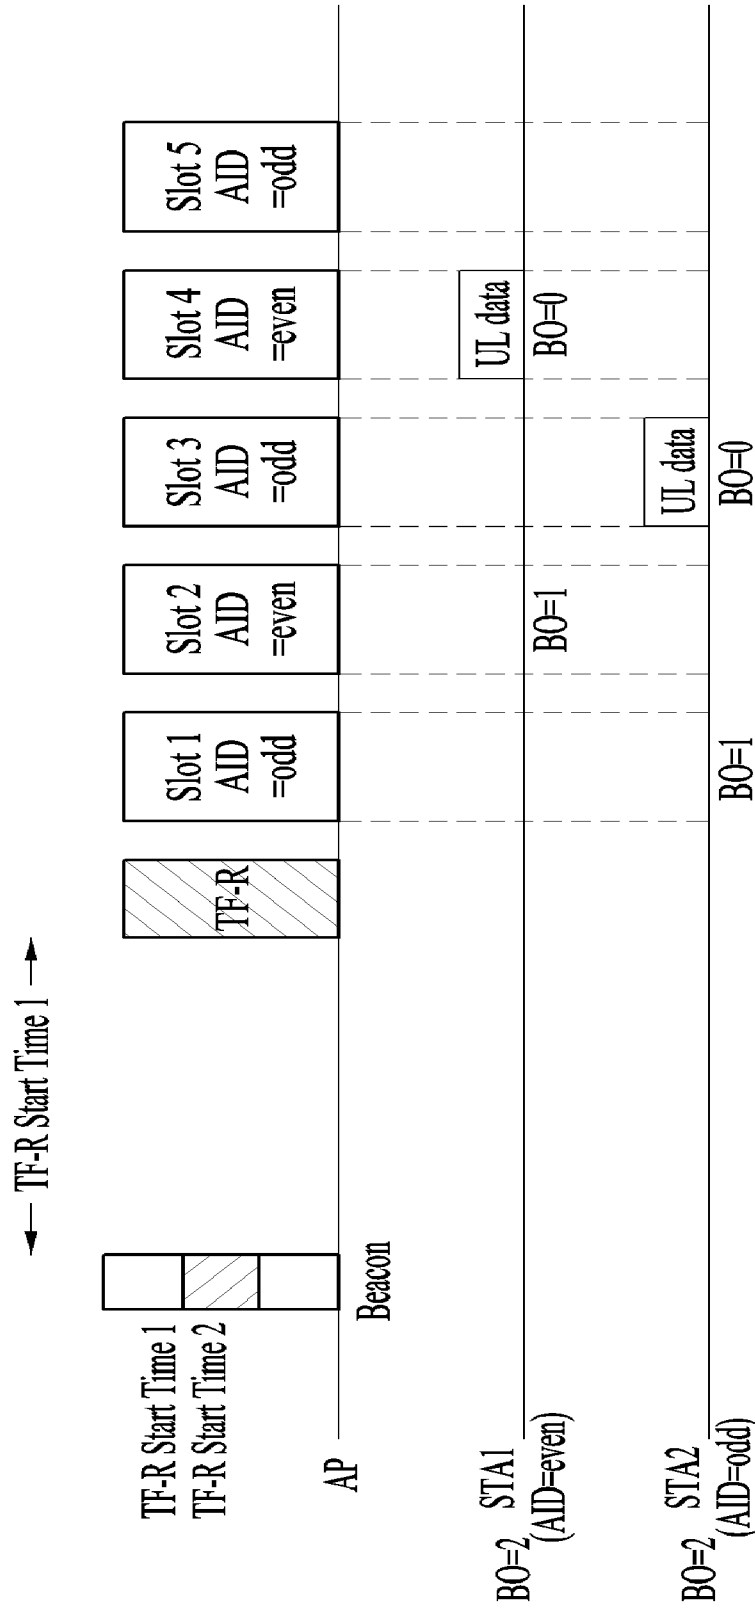 TF-R Start Time 1
TF-R Start Time 1
TF-R Start Time 2
TF-R
Slot 1
AID
=odd
Slot 2
AID
=even
Slot 3
AID
=odd
Slot 4
AID
=even
Slot 5
AID
=odd
AP
Beacon
UL data
BO=2
STA1
(AID=even)
BO=1
BO=0
UL data
BO=2
STA2
(AID=odd)
BO=1
BO=0